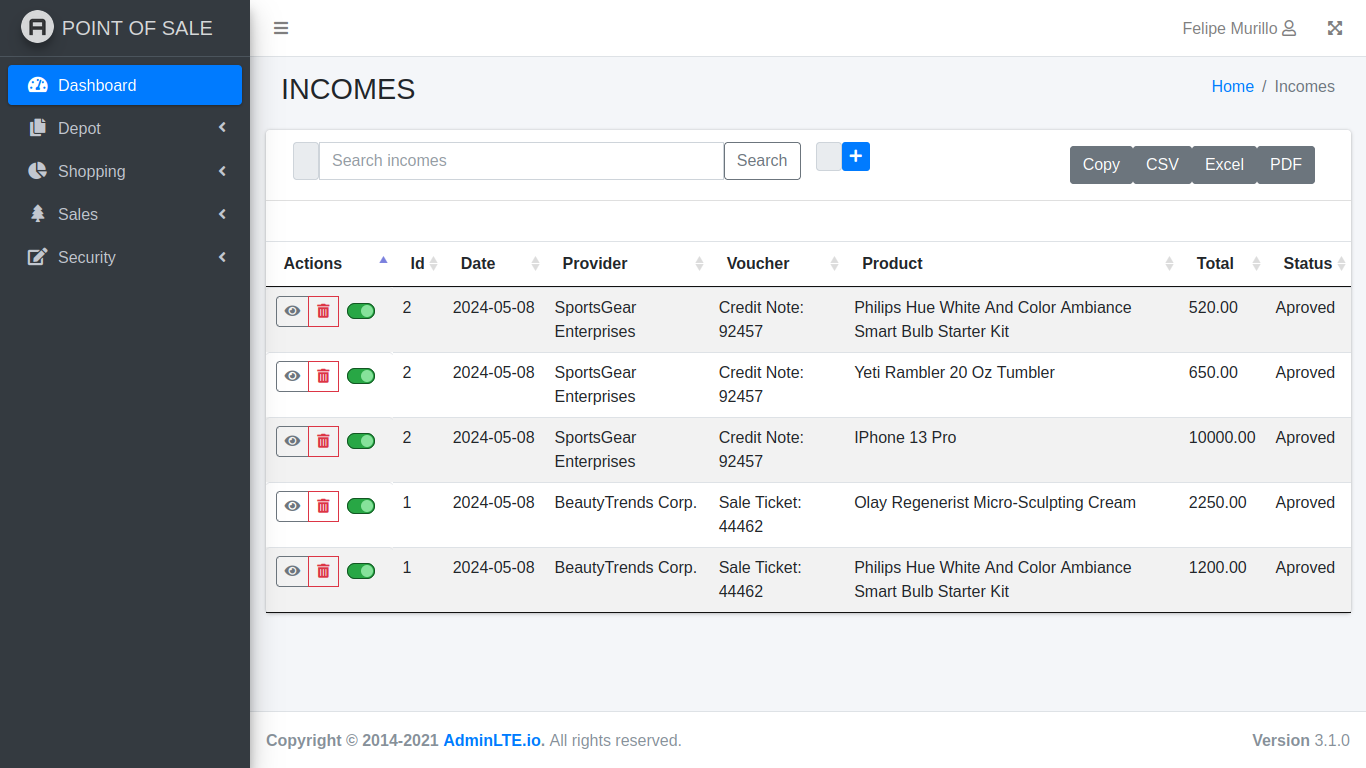 POINT OF SALE
Felipe Murillo
Dashboard
Depot
Shopping
Sales
Security
INCOMES
Home / Incomes
Search incomes Search
Copy CSV Excel PDF
Actions Id Date Provider Voucher Product Total Status
2 2024-05-08 SportsGear Credit Note: Philips Hue White And Color Ambiance 520.00 Aproved
Enterprises 92457 Smart Bulb Starter Kit
2 2024-05-08 SportsGear Credit Note: Yeti Rambler 20 Oz Tumbler 650.00 Aproved
Enterprises 92457
2 2024-05-08 SportsGear Credit Note: IPhone 13 Pro 10000.00 Aproved
Enterprises 92457
1 2024-05-08 BeautyTrends Corp. Sale Ticket: Olay Regenerist Micro-Sculpting Cream 2250.00 Aproved
44462
1 2024-05-08 BeautyTrends Corp. Sale Ticket: Philips Hue White And Color Ambiance 1200.00 Aproved
44462 Smart Bulb Starter Kit
Copyright © 2014-2021 AdminLTE.io. All rights reserved. Version 3.1.0